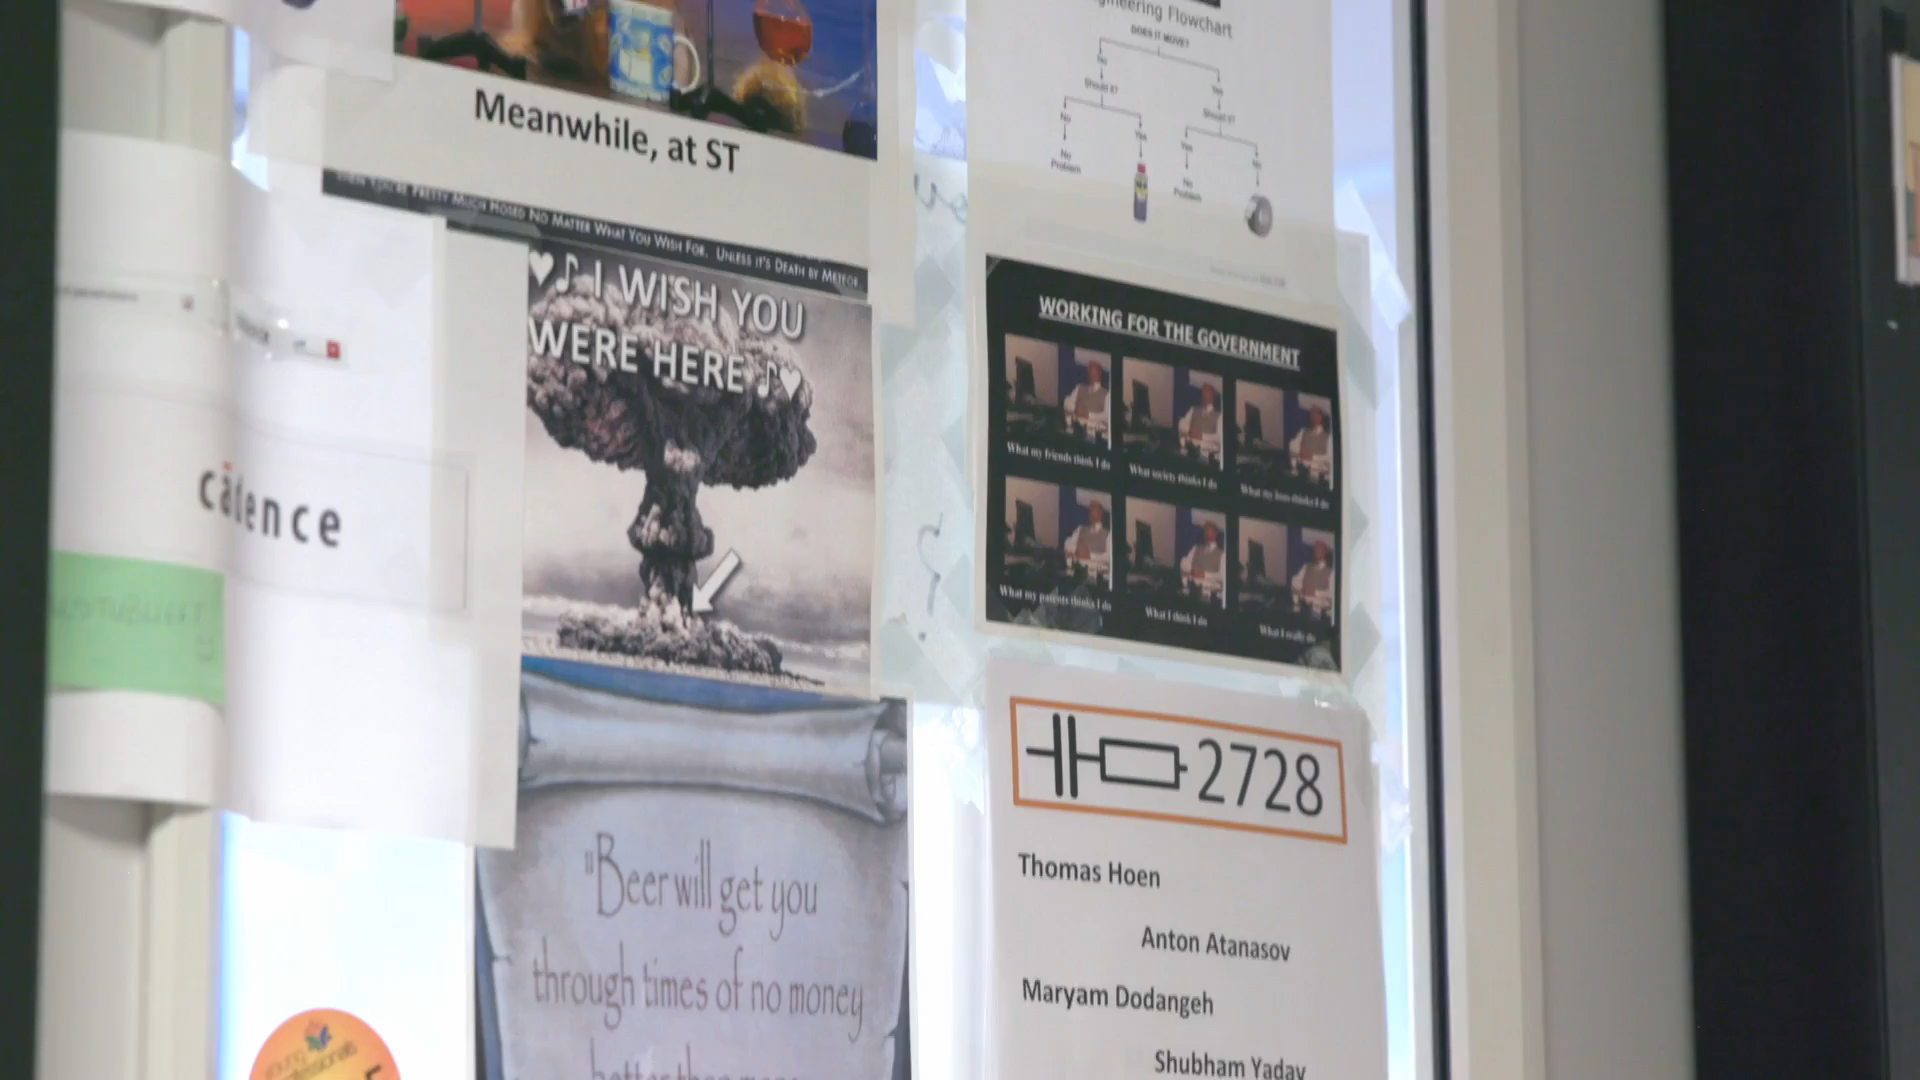 Meanwhile, at ST
PRETTY MUCH HOSED NO MATTER WHAT YOU WISH FOR. UNLESS IT'S DEATH BY METEOR
♥♪ I WISH YOU
WERE HERE ♪♥
cadence
"Beer will get you
through times of no money
Engineering Flowchart
DOES IT MOVE?
No
Yes
Should it?
Should it?
No
Yes
Yes
No
No
Problem
No
Problem
WORKING FOR THE GOVERNMENT
What my friends think I do
What society thinks I do
What my boss thinks I do
What my parents think I do
What I think I do
What I really do
2728
Thomas Hoen
Anton Atanasov
Maryam Dodangeh
Shubham Yadav
young
professionals